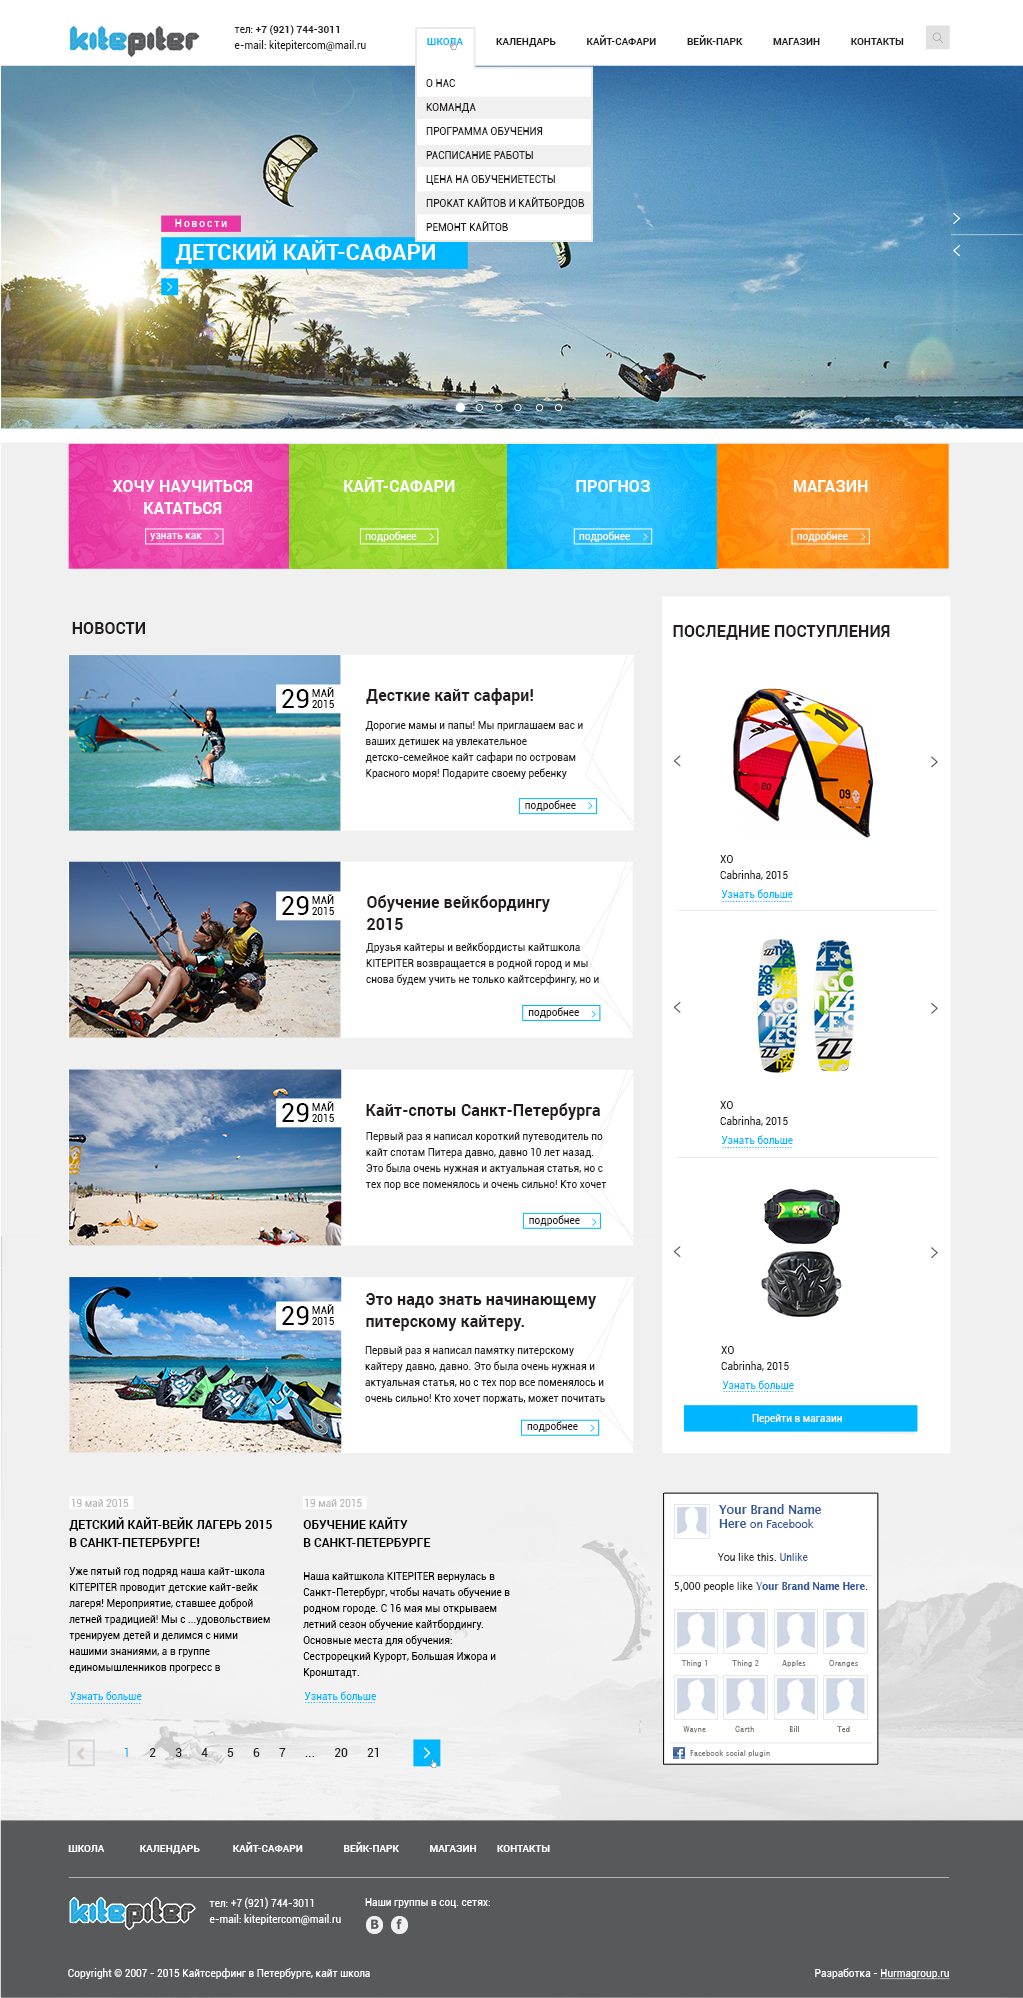 kitepiter
тел: +7 (921) 744-3011
e-mail: kitepitercom@mail.ru
ШКОЛА
КАЛЕНДАРЬ
КАЙТ-САФАРИ
ВЕЙК-ПАРК
МАГАЗИН
КОНТАКТЫ
О НАС
КОМАНДА
ПРОГРАММА ОБУЧЕНИЯ
РАСПИСАНИЕ РАБОТЫ
ЦЕНА НА ОБУЧЕНИЕТЕСТЫ
ПРОКАТ КАЙТОВ И КАЙТБОРДОВ
РЕМОНТ КАЙТОВ
Новости
ДЕТСКИЙ КАЙТ-САФАРИ
ХОЧУ НАУЧИТЬСЯ
КАТАТЬСЯ
узнать как
КАЙТ-САФАРИ
подробнее
ПРОГНОЗ
подробнее
МАГАЗИН
подробнее
НОВОСТИ
29 МАЙ
2015
Десткие кайт сафари!
Дорогие мамы и папы! Мы приглашаем вас и
ваших детишек на увлекательное
детско-семейное кайт сафари по островам
Красного моря! Подарите своему ребенку
подробнее
29 МАЙ
2015
Обучение вейкбордингу
2015
Друзья кайтеры и вейкбордисты кайтшкола
KITEPITER возвращается в родной город и мы
снова будем учить не только кайтсерфингу, но и
подробнее
29 МАЙ
2015
Кайт-споты Санкт-Петербурга
Первый раз я написал короткий путеводитель по
кайт спотам Питера давно, давно 10 лет назад.
Это была очень нужная и актуальная статья, но с
тех пор все поменялось и очень сильно! Кто хочет
подробнее
29 МАЙ
2015
Это надо знать начинающему
питерскому кайтеру.
Первый раз я написал памятку питерскому
кайтеру давно, давно. Это была очень нужная и
актуальная статья, но с тех пор все поменялось и
очень сильно! Кто хочет поржать, может почитать
подробнее
ПОСЛЕДНИЕ ПОСТУПЛЕНИЯ
09
XO
Cabrinha, 2015
Узнать больше
GONZALES
XO
Cabrinha, 2015
Узнать больше
XO
Cabrinha, 2015
Узнать больше
Перейти в магазин
19 май 2015
ДЕТСКИЙ КАЙТ-ВЕЙК ЛАГЕРЬ 2015
В САНКТ-ПЕТЕРБУРГЕ!
Уже пятый год подряд наша кайт-школа
KITEPITER проводит детские кайт-вейк
лагеря! Мероприятие, ставшее доброй
летней традицией! Мы с ...удовольствием
тренируем детей и делимся с ними
нашими знаниями, а в группе
единомышленников прогресс в
Узнать больше
19 май 2015
ОБУЧЕНИЕ КАЙТУ
В САНКТ-ПЕТЕРБУРГЕ
Наша кайтшкола KITEPITER вернулась в
Санкт-Петербург, чтобы начать обучение в
родном городе. С 16 мая мы открываем
летний сезон обучение кайтбордингу.
Основные места для обучения:
Сестрорецкий Курорт, Большая Ижора и
Кронштадт.
Узнать больше
Your Brand Name
Here on Facebook
You like this. Unlike
5,000 people like Your Brand Name Here.
Thing 1
Thing 2
Apples
Oranges
Wayne
Garth
Bill
Ted
Facebook social plugin
1 2 3 4 5 6 7 ... 20 21
ШКОЛА
КАЛЕНДАРЬ
КАЙТ-САФАРИ
ВЕЙК-ПАРК
МАГАЗИН
КОНТАКТЫ
kitepiter
тел: +7 (921) 744-3011
e-mail: kitepitercom@mail.ru
Наши группы в соц. сетях:
В f
Copyright © 2007 - 2015 Кайтсерфинг в Петербурге, кайт школа
Разработка - Hurmagroup.ru